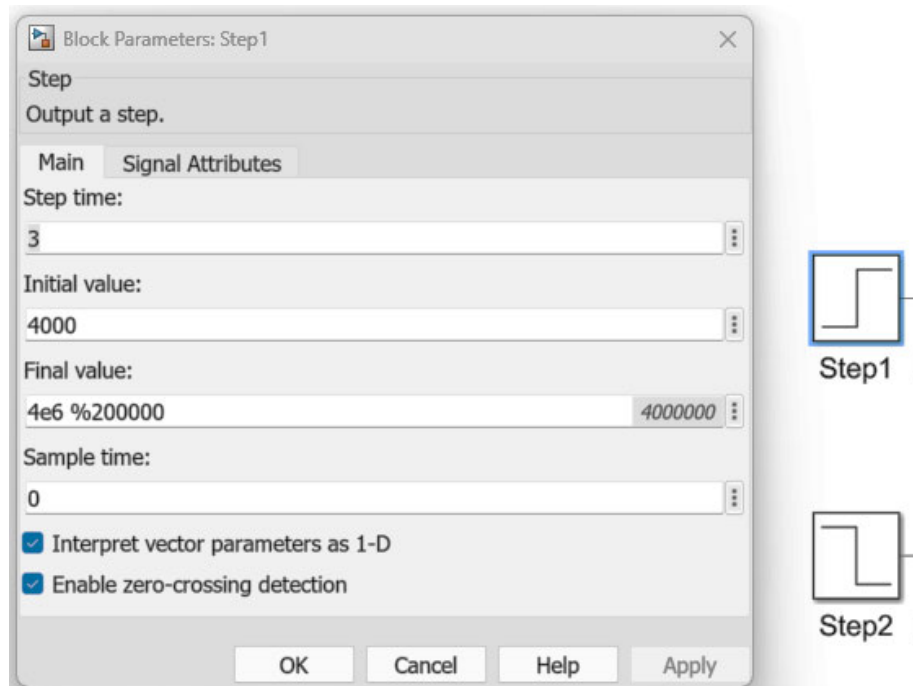 Block Parameters: Step1
Step
Output a step.
Main Signal Attributes
Step time:
3
Initial value:
4000
Final value:
4e6 %200000 4000000
Sample time:
0
Interpret vector parameters as 1-D
Enable zero-crossing detection
OK Cancel Help Apply
Step1
Step2